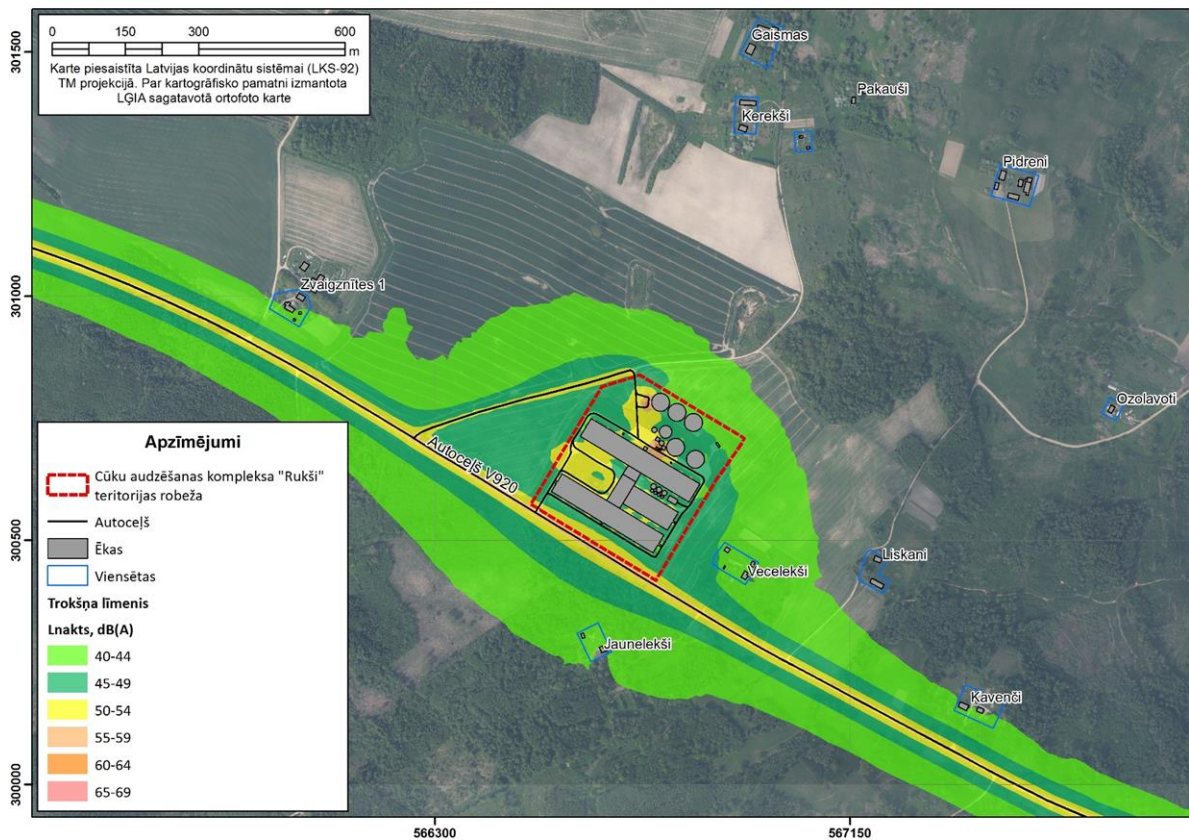 0 150 300 600
m
Karte piesaistīta Latvijas koordinātu sistēmai (LKS-92)
TM projekcijā. Par kartogrāfisko pamatni izmantota
LĢIA sagatavotā ortofoto karte
Gaismas
Pakauši
Kerekši
Pidreni
Zvaigznītes 1
Ozolavoti
Autoceļš V920
Liskani
Vecelekši
Jaunelekši
Kavenči
Apzīmējumi
Cūku audzēšanas kompleksa "Rukši"
teritorijas robeža
Autoceļš
Ēkas
Viensētas
Trokšņa līmenis
Lnakts, dB(A)
40-44
45-49
50-54
55-59
60-64
65-69
301500
301000
300500
300000
566300 567150